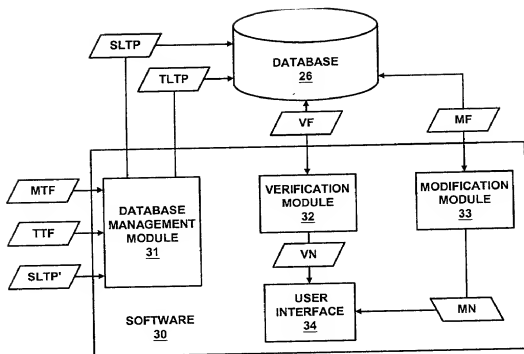 SLTP
TLTP
DATABASE
26
VF
MF
MTF
TTF
SLTP'
DATABASE
MANAGEMENT
MODULE
31
VERIFICATION
MODULE
32
MODIFICATION
MODULE
33
VN
MN
USER
INTERFACE
34
SOFTWARE
30